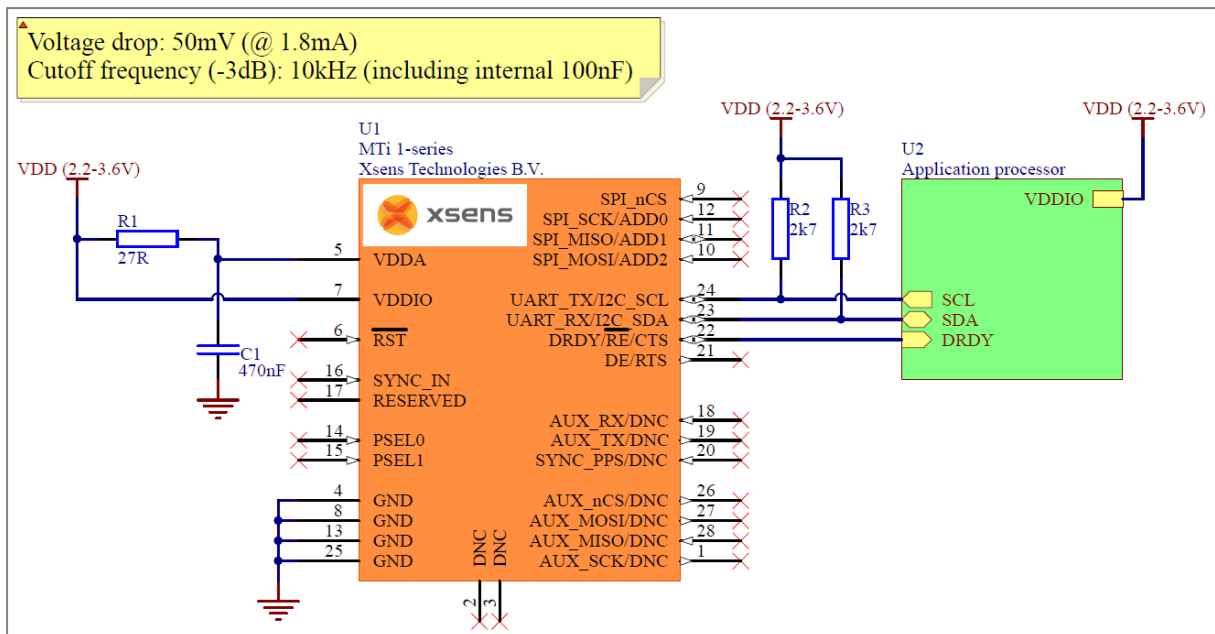 Voltage drop: 50mV (@ 1.8mA)
Cutoff frequency (-3dB): 10kHz (including internal 100nF)
VDD (2.2-3.6V)
R1
27R
C1
470nF
U1
MTi 1-series
Xsens Technologies B.V.
xsens
5 VDDA
7 VDDIO
6 RST
16 SYNC_IN
17 RESERVED
14 PSEL0
15 PSEL1
4 GND
8 GND
13 GND
25 GND
2 DNC
3 DNC
SPI_nCS 9
SPI_SCK/ADD0 12
SPI_MISO/ADD1 11
SPI_MOSI/ADD2 10
UART_TX/I2C_SCL 24
UART_RX/I2C_SDA 23
DRDY/RE/CTS 22
DE/RTS 21
AUX_RX/DNC 18
AUX_TX/DNC 19
SYNC_PPS/DNC 20
AUX_nCS/DNC 26
AUX_MOSI/DNC 27
AUX_MISO/DNC 28
AUX_SCK/DNC 1
VDD (2.2-3.6V)
R2
2k7
R3
2k7
VDD (2.2-3.6V)
U2
Application processor
VDDIO
SCL
SDA
DRDY